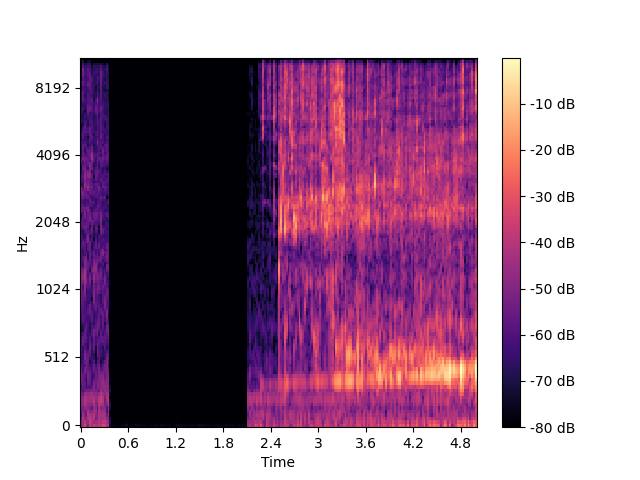 8192
4096
2048
1024
512
0
Hz
0 0.6 1.2 1.8 2.4 3 3.6 4.2 4.8
Time
-10 dB
-20 dB
-30 dB
-40 dB
-50 dB
-60 dB
-70 dB
-80 dB